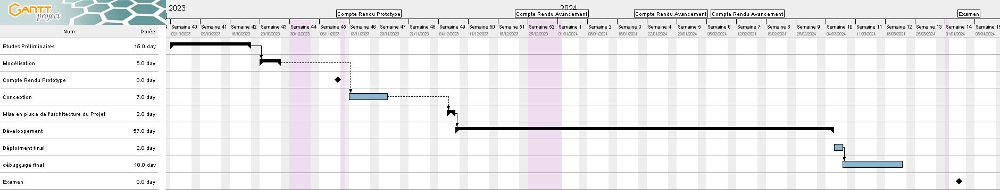 GANTT
project
2023
2024
Compte Rendu Prototype
Compte Rendu Avancement
Compte Rendu Avancement
Compte Rendu Avancement
Examen
9 Semaine 40 Semaine 41 Semaine 42 Semaine 43 Semaine 44 Semaine 45 Semaine 46 Semaine 47 Semaine 48 Semaine 49 Semaine 50 Semaine 51 Semaine 52 Semaine 1 Semaine 2 Semaine 3 Semaine 4 Semaine 5 Semaine 6 Semaine 7 Semaine 8 Semaine 9 Semaine 10 Semaine 11 Semaine 12 Semaine 13 Semaine 14 Semaine 15
Nom Durée
02/10/2023 09/10/2023 16/10/2023 23/10/2023 30/10/2023 06/11/2023 13/11/2023 20/11/2023 27/11/2023 04/12/2023 11/12/2023 18/12/2023 25/12/2023 01/01/2024 08/01/2024 15/01/2024 22/01/2024 29/01/2024 05/02/2024 12/02/2024 19/02/2024 26/02/2024 04/03/2024 11/03/2024 18/03/2024 25/03/2024 01/04/2024 08/04/2024
Etudes Préliminaires 15.0 day
Modélisation 5.0 day
Compte Rendu Prototype 0.0 day
Conception 7.0 day
Mise en place de l'architecture du Projet 2.0 day
Développement 57.0 day
Déploiment final 2.0 day
débuggage final 10.0 day
Examen 0.0 day